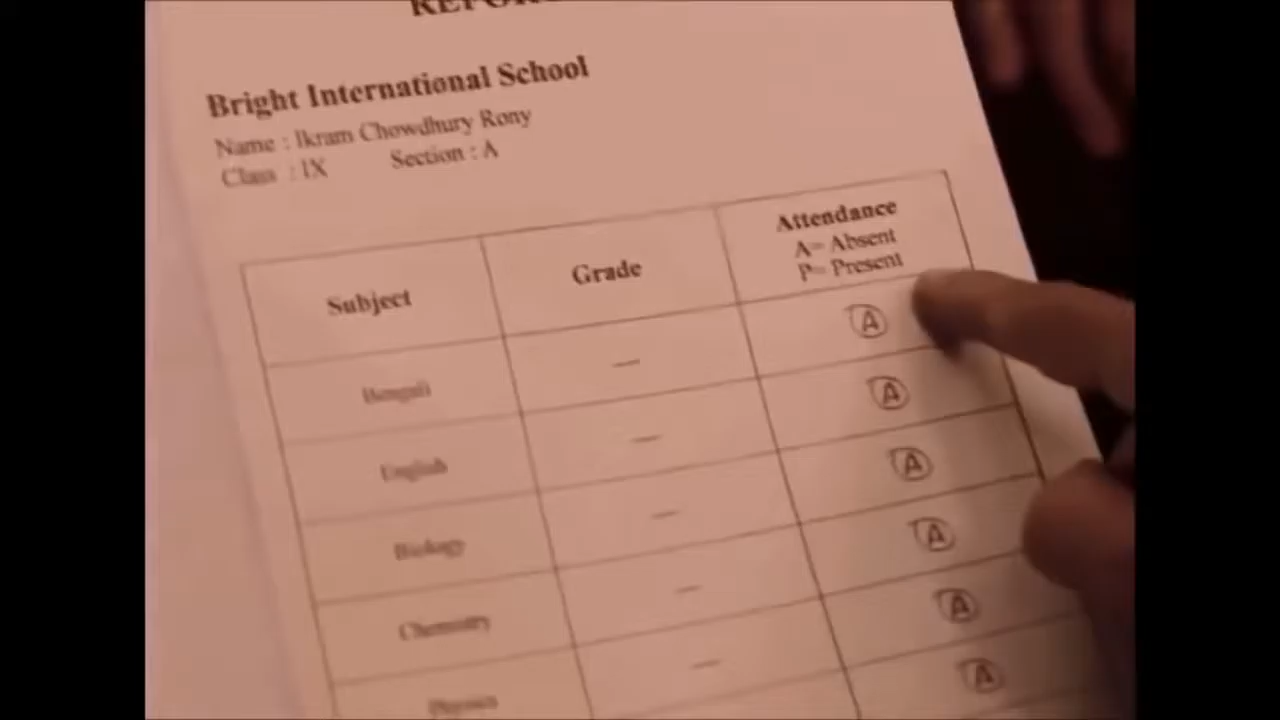 Bright International School
Name : Ikram Chowdhury Rony
Class : IX Section : A
Subject Grade Attendance
A= Absent
P= Present
Bengali — A
English — A
Biology — A
Chemistry — A
Physics — A
A